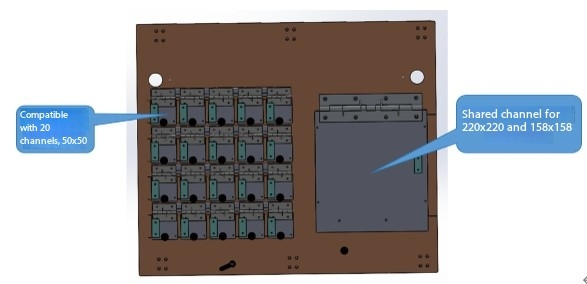 Compatible
with 20
channels, 50x50
Shared channel for
220x220 and 158x158